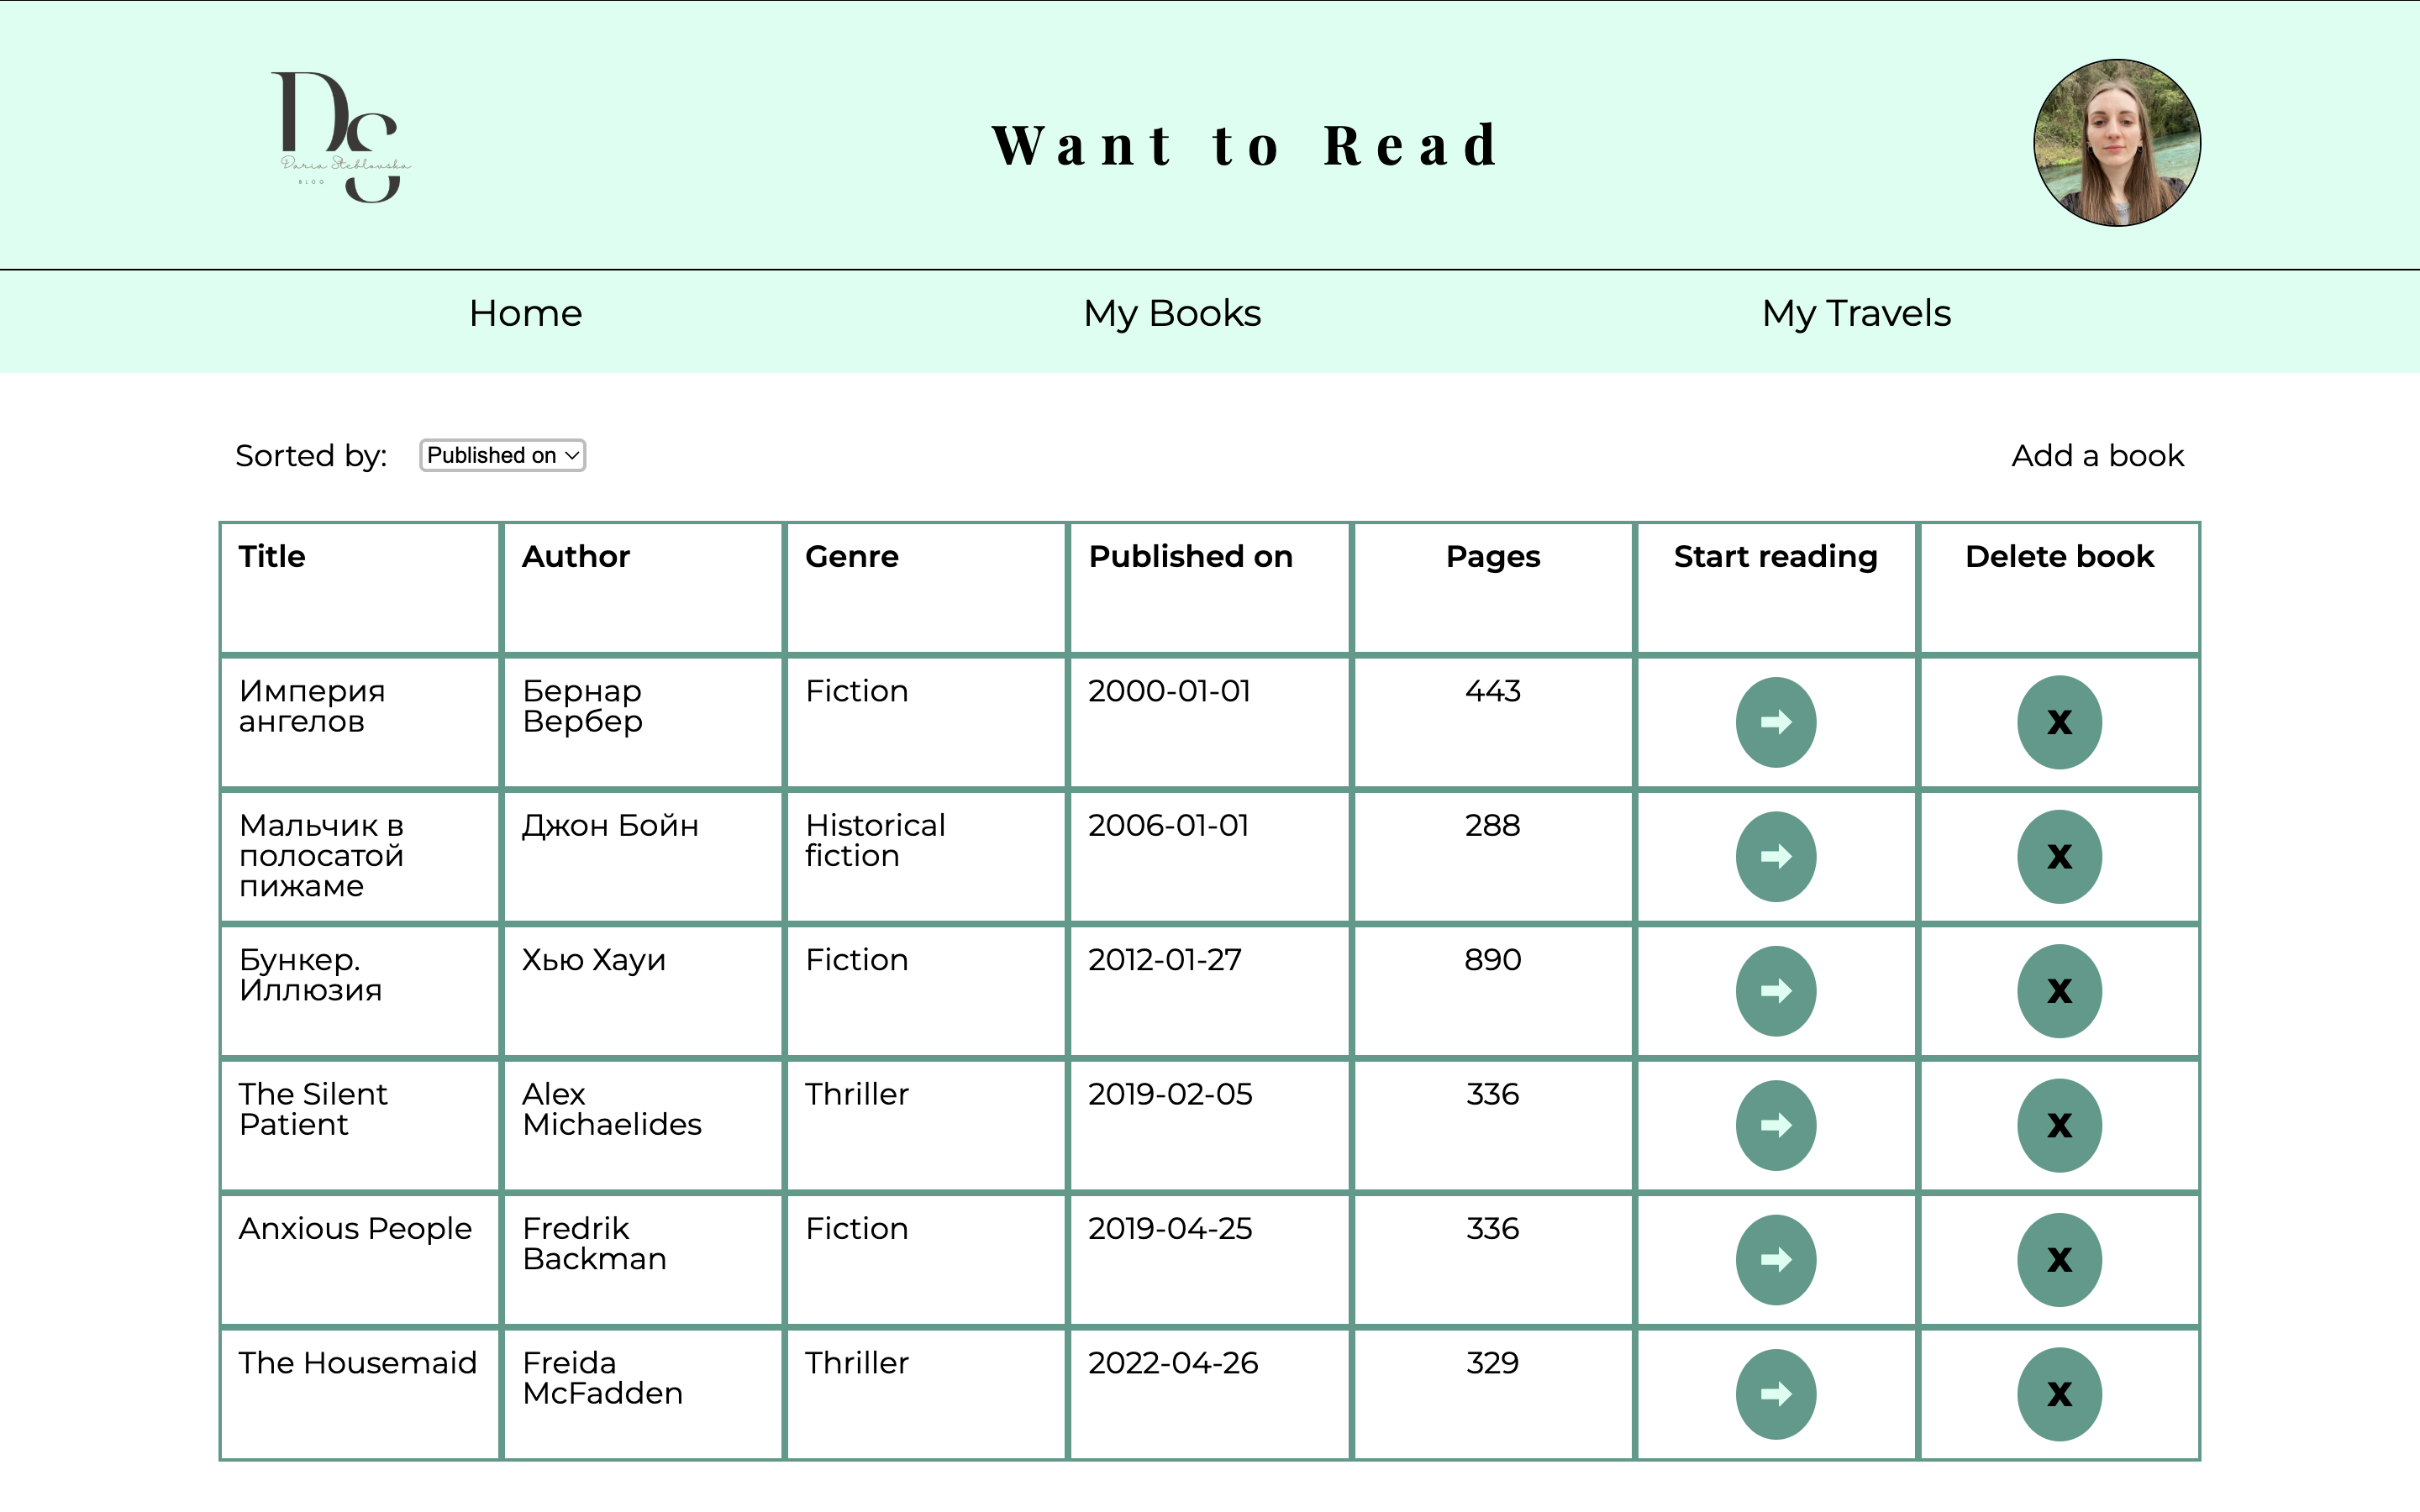 DS
Daria Steblovska
BLOG
Want to Read
Home My Books My Travels
Sorted by: Published on Add a book
Title Author Genre Published on Pages Start reading Delete book
Империя Бернар Fiction 2000-01-01 443 X
ангелов Вербер
Мальчик в Джон Бойн Historical 2006-01-01 288 X
полосатой fiction
пижаме
Бункер. Хью Хауи Fiction 2012-01-27 890 X
Иллюзия
The Silent Alex Thriller 2019-02-05 336 X
Patient Michaelides
Anxious People Fredrik Fiction 2019-04-25 336 X
Backman
The Housemaid Freida Thriller 2022-04-26 329 X
McFadden